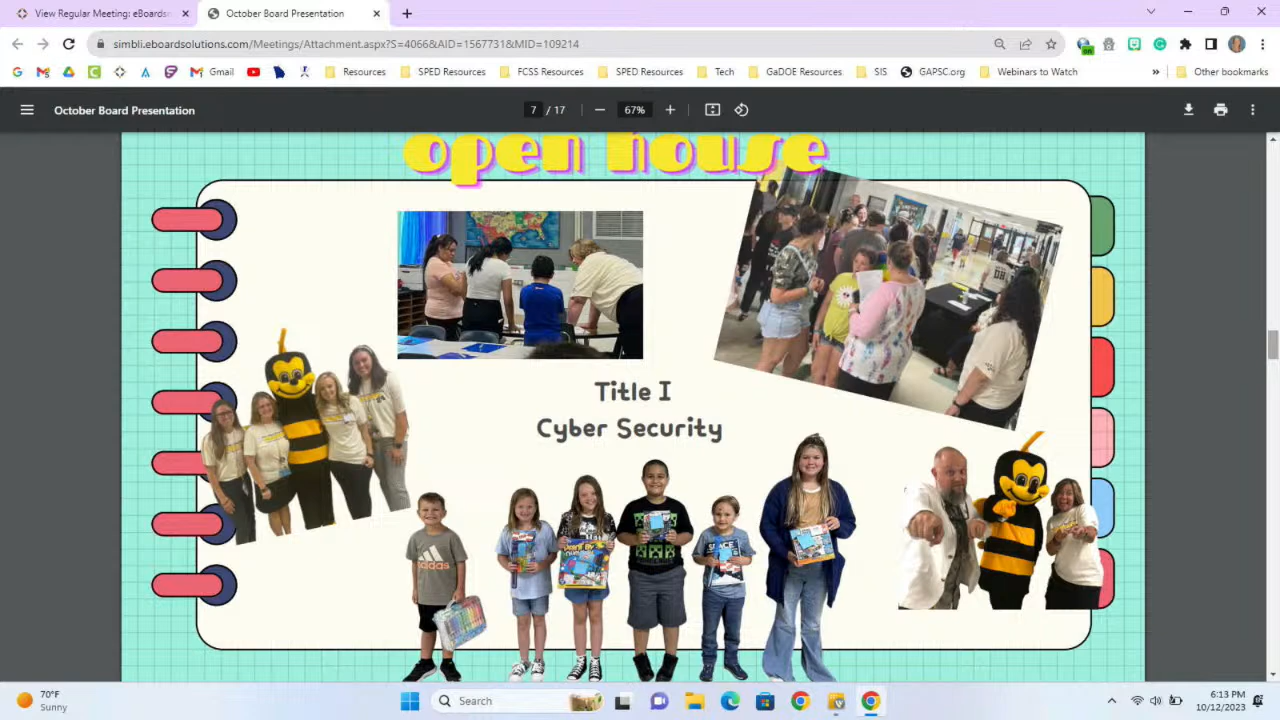 View Regular Meeting: eBoardso
October Board Presentation
simbli.eboardsolutions.com/Meetings/Attachment.aspx?S=4066&AID=1567731&MID=109214
on
Gmail
Resources
SPED Resources
FCSS Resources
SPED Resources
Tech
GaDOE Resources
SIS
GAPSC.org
Webinars to Watch
»
Other bookmarks
October Board Presentation
7 / 17
67%
open house
Title I
Cyber Security
adidas
70°F
Sunny
Search
6:13 PM
10/12/2023